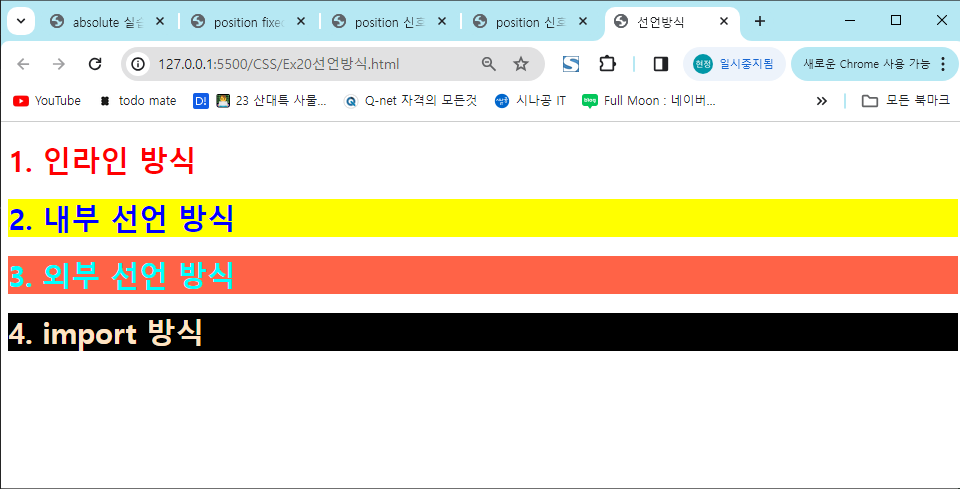 absolute 실습
position fixed
position 신호
position 신호
선언방식
127.0.0.1:5500/CSS/Ex20선언방식.html
현정
일시중지됨
새로운 Chrome 사용 가능
YouTube
todo mate
D!
23 산대특 사물...
Q-net 자격의 모든것
시나공 IT
blog
Full Moon : 네이버...
모든 북마크
1. 인라인 방식
2. 내부 선언 방식
3. 외부 선언 방식
4. import 방식